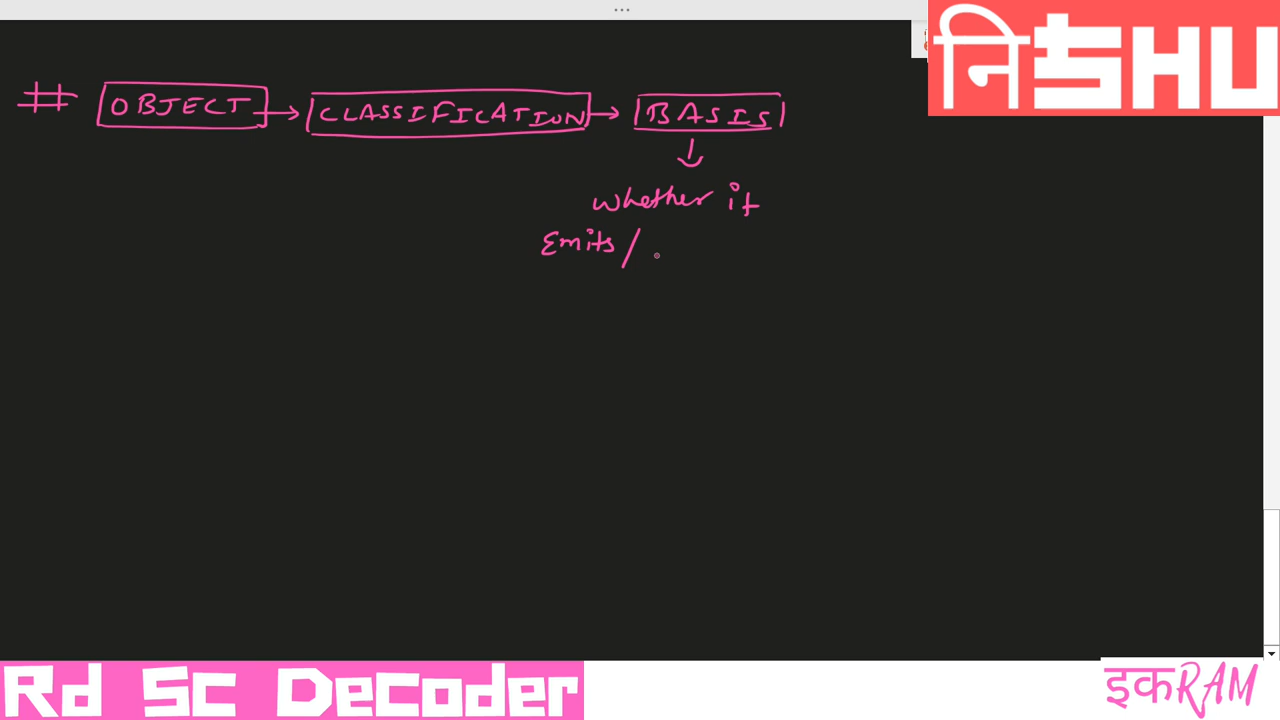 निSHU
# OBJECT → CLASSIFICATION → BASIS
↓
Whether it
Emits /
Rd Sc Decoder
इकRAM